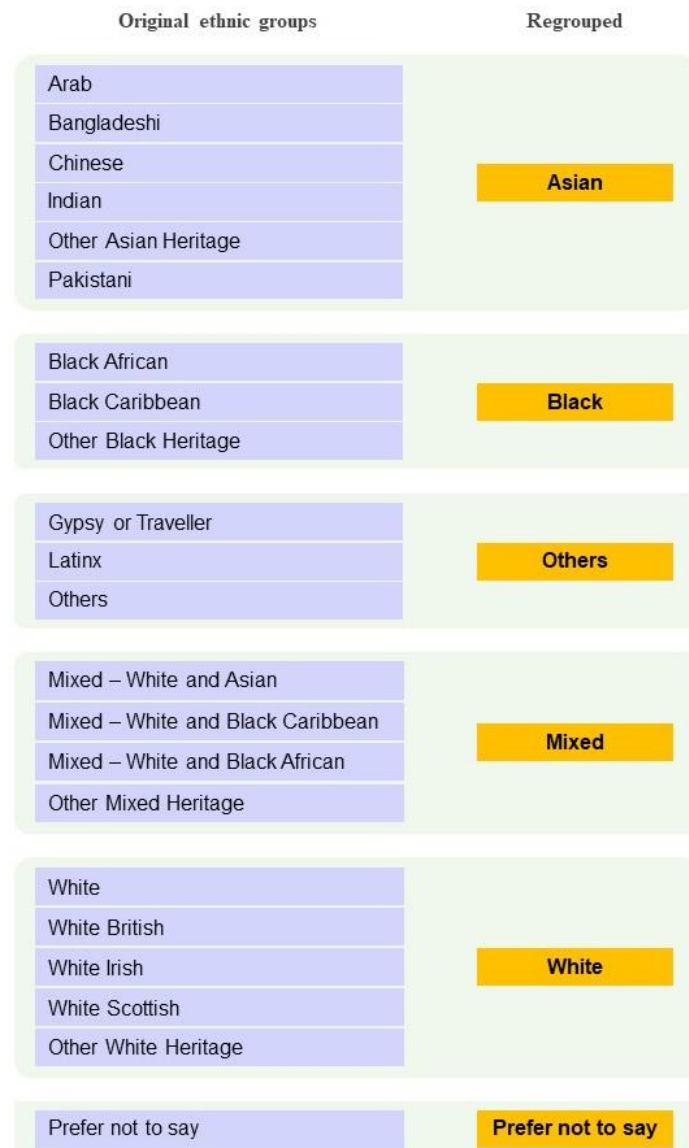 Original ethnic groups
Regrouped
Arab
Bangladeshi
Chinese
Indian
Other Asian Heritage
Pakistani
Asian
Black African
Black Caribbean
Other Black Heritage
Black
Gypsy or Traveller
Latinx
Others
Others
Mixed – White and Asian
Mixed – White and Black Caribbean
Mixed – White and Black African
Other Mixed Heritage
Mixed
White
White British
White Irish
White Scottish
Other White Heritage
White
Prefer not to say
Prefer not to say